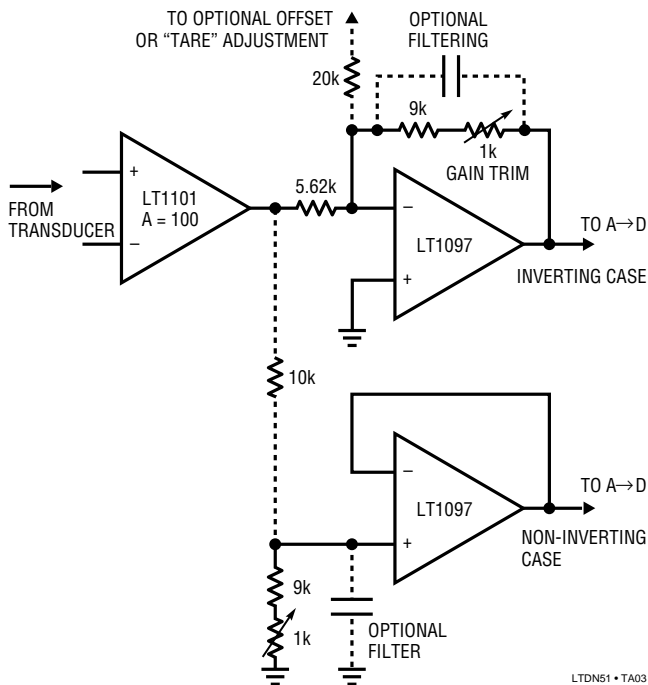 TO OPTIONAL OFFSET
OR “TARE” ADJUSTMENT
OPTIONAL
FILTERING
20k
9k
1k
GAIN TRIM
+
LT1101
A = 100
−
FROM
TRANSDUCER
5.62k
−
LT1097
+
TO A→D
INVERTING CASE
10k
−
LT1097
+
TO A→D
NON-INVERTING
CASE
9k
1k
OPTIONAL
FILTER
LTDN51 • TA03